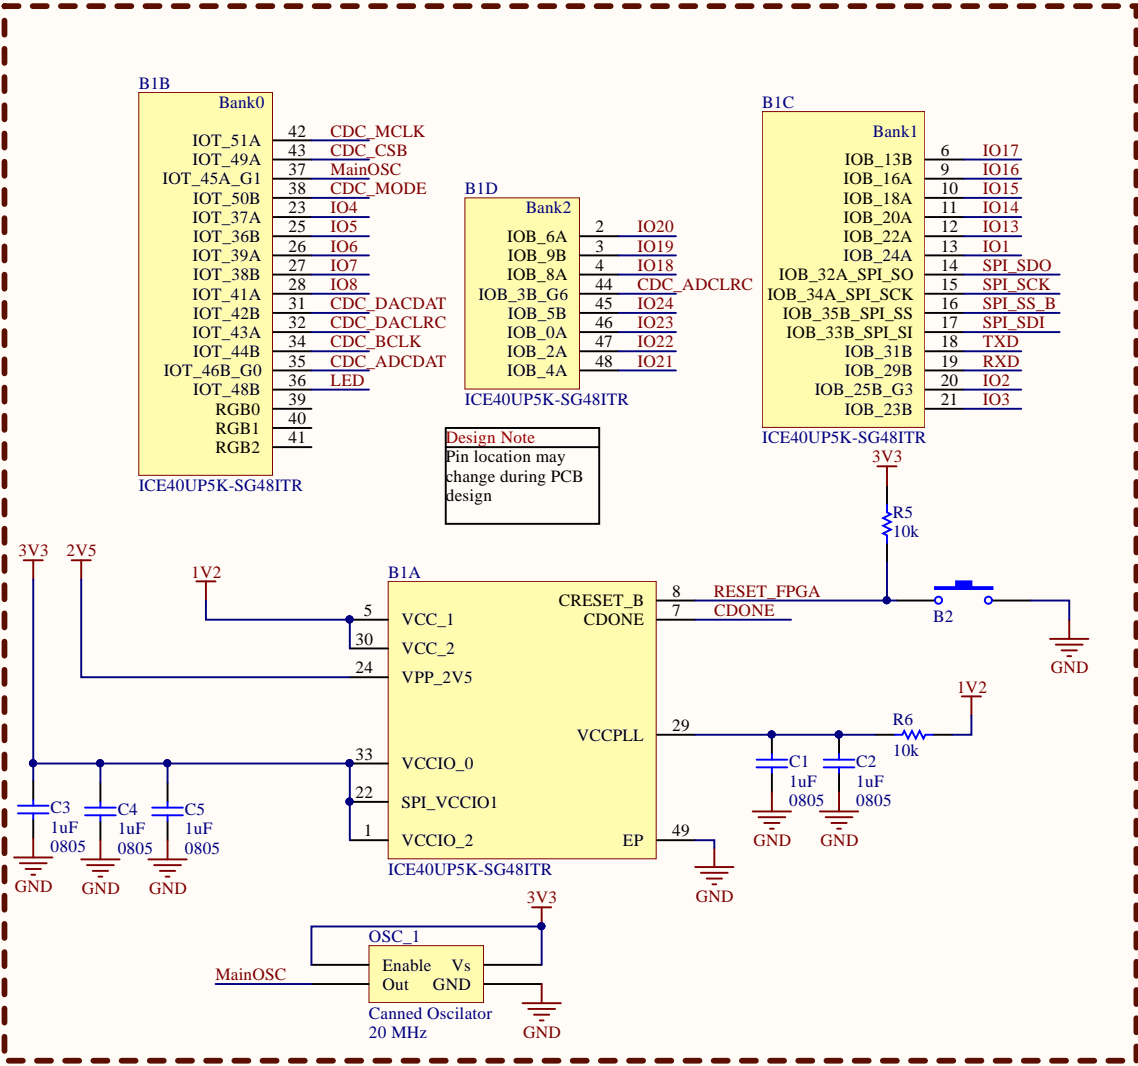 B1B
Bank0
IOT_51A 42 CDC_MCLK
IOT_49A 43 CDC_CSB
IOT_45A_G1 37 MainOSC
IOT_50B 38 CDC_MODE
IOT_37A 23 IO4
IOT_36B 25 IO5
IOT_39A 26 IO6
IOT_38B 27 IO7
IOT_41A 28 IO8
IOT_42B 31 CDC_DACDAT
IOT_43A 32 CDC_DACLRC
IOT_44B 34 CDC_BCLK
IOT_46B_G0 35 CDC_ADCDAT
IOT_48B 36 LED
RGB0 39
RGB1 40
RGB2 41
ICE40UP5K-SG48ITR
B1D
Bank2
IOB_6A 2 IO20
IOB_9B 3 IO19
IOB_8A 4 IO18
IOB_3B_G6 44 CDC_ADCLRC
IOB_5B 45 IO24
IOB_0A 46 IO23
IOB_2A 47 IO22
IOB_4A 48 IO21
ICE40UP5K-SG48ITR
B1C
Bank1
IOB_13B 6 IO17
IOB_16A 9 IO16
IOB_18A 10 IO15
IOB_20A 11 IO14
IOB_22A 12 IO13
IOB_24A 13 IO1
IOB_32A_SPI_SO 14 SPI_SDO
IOB_34A_SPI_SCK 15 SPI_SCK
IOB_35B_SPI_SS 16 SPI_SS_B
IOB_33B_SPI_SI 17 SPI_SDI
IOB_31B 18 TXD
IOB_29B 19 RXD
IOB_25B_G3 20 IO2
IOB_23B 21 IO3
ICE40UP5K-SG48ITR
Design Note
Pin location may
change during PCB
design
3V3
R5
10k
3V3
2V5
1V2
B1A
5 VCC_1
30 VCC_2
24 VPP_2V5
33 VCCIO_0
22 SPI_VCCIO1
1 VCCIO_2
CRESET_B 8 RESET_FPGA
CDONE 7 CDONE
VCCPLL 29
EP 49
ICE40UP5K-SG48ITR
B2
GND
1V2
R6
10k
C1
1uF
0805
GND
C2
1uF
0805
GND
GND
C3
1uF
0805
GND
C4
1uF
0805
GND
C5
1uF
0805
GND
3V3
OSC_1
Enable Vs
MainOSC
Out GND
Canned Oscilator
20 MHz
GND